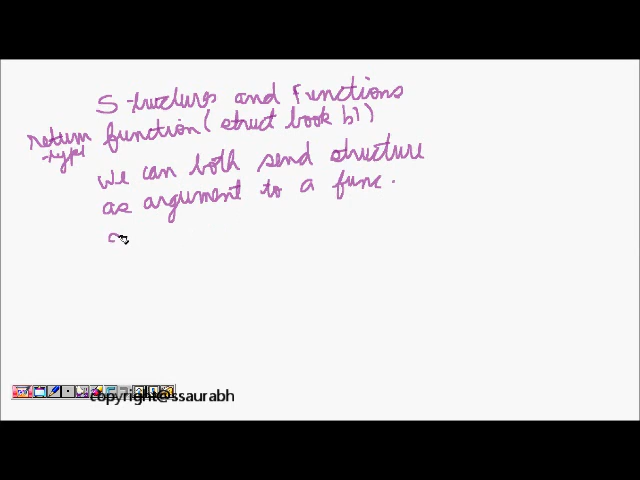 Structures and Functions
return function( struct book b1)
-type
We can both send structure
as argument to a func.
copyright@ssaurabh